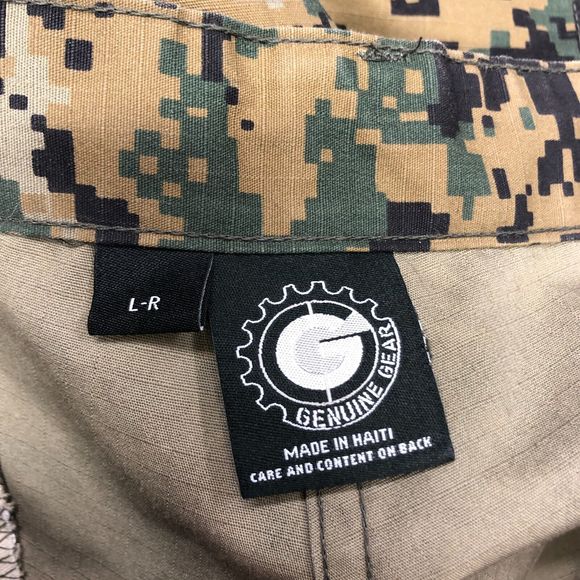 L-R
G
GENUINE GEAR
MADE IN HAITI
CARE AND CONTENT ON BACK